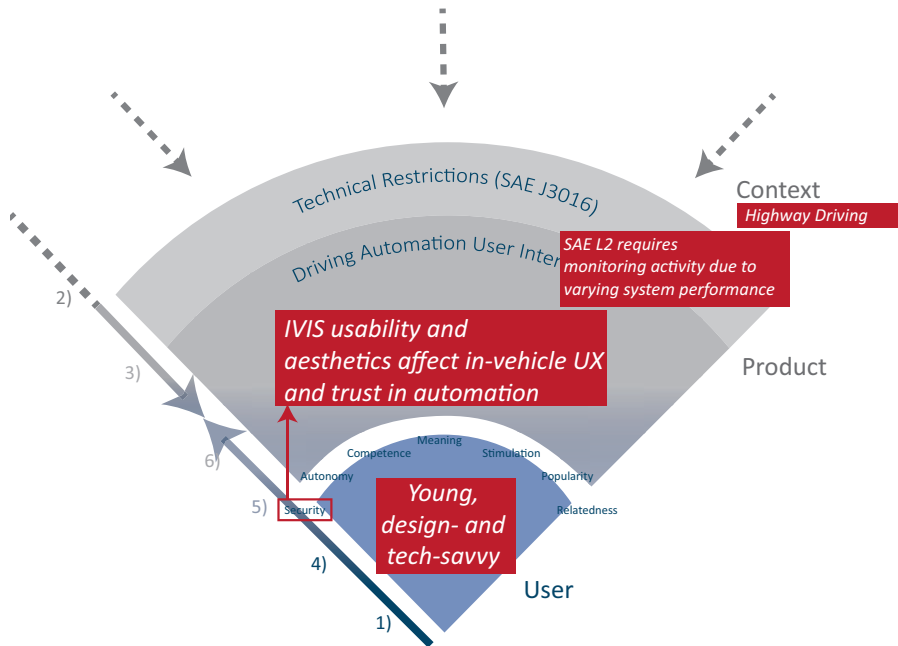 Technical Restrictions (SAE J3016)
Context
Highway Driving
Driving Automation User Inter
SAE L2 requires
monitoring activity due to
varying system performance
2)
IVIS usability and
aesthetics affect in-vehicle UX
and trust in automation
3)
Product
Meaning
Competence
Stimulation
6)
Autonomy
Popularity
5)
Security
Relatedness
Young,
design- and
tech-savvy
4)
User
1)